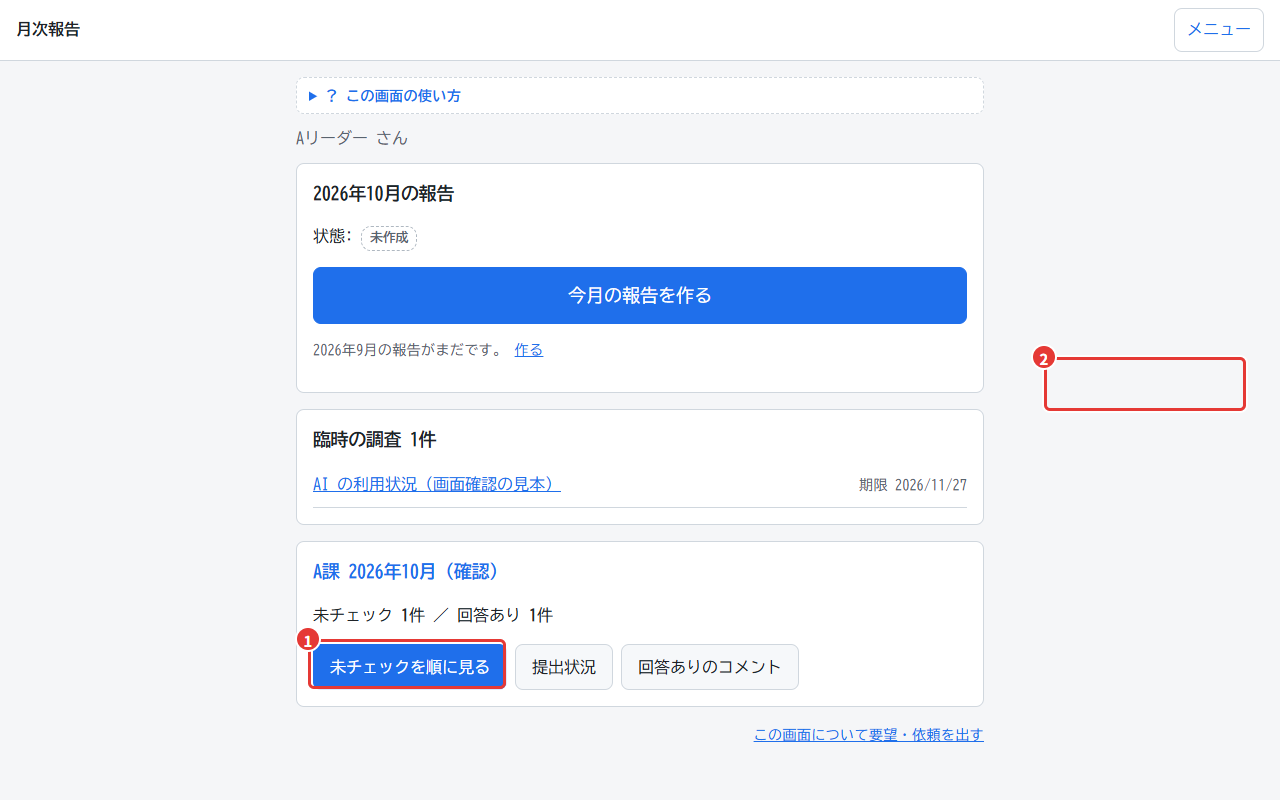 月次報告
メニュー
▶ ? この画面の使い方
Aリーダー さん
2026年10月の報告
状態: 未作成
今月の報告を作る
2026年9月の報告がまだです。 作る
2
臨時の調査 1件
AI の利用状況（画面確認の見本） 期限 2026/11/27
A課 2026年10月（確認）
未チェック 1件 ／ 回答あり 1件
1
未チェックを順に見る 提出状況 回答ありのコメント
この画面について要望・依頼を出す